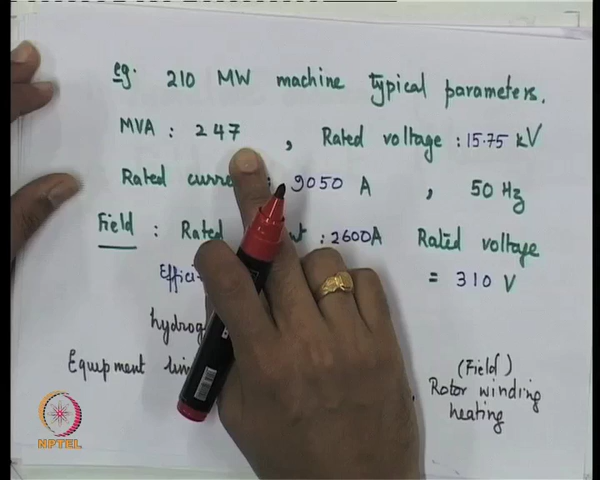 eg. 210 MW machine typical parameters.
MVA : 247 , Rated voltage : 15.75 kV
Rated : 9050 A , 50 Hz
Field : Rated : 2600A Rated voltage
= 310 V
(Field)
Equipment Rotor winding
heating
NPTEL